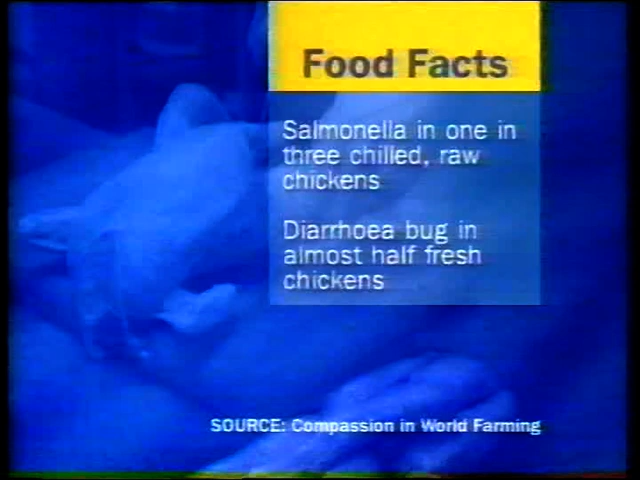 Food Facts
Salmonella in one in
three chilled, raw
chickens
Diarrhoea bug in
almost half fresh
chickens
SOURCE: Compassion in World Farming